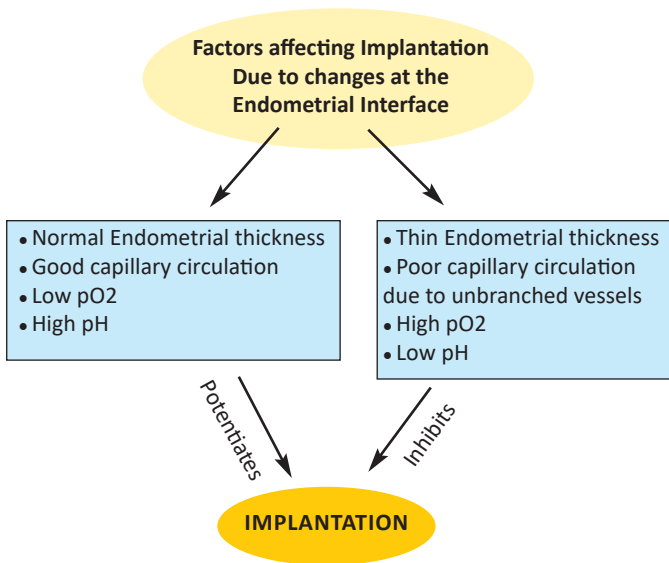 Factors affecting Implantation
Due to changes at the
Endometrial Interface
• Normal Endometrial thickness
• Good capillary circulation
• Low pO2
• High pH
• Thin Endometrial thickness
• Poor capillary circulation
due to unbranched vessels
• High pO2
• Low pH
Potentiates
Inhibits
IMPLANTATION